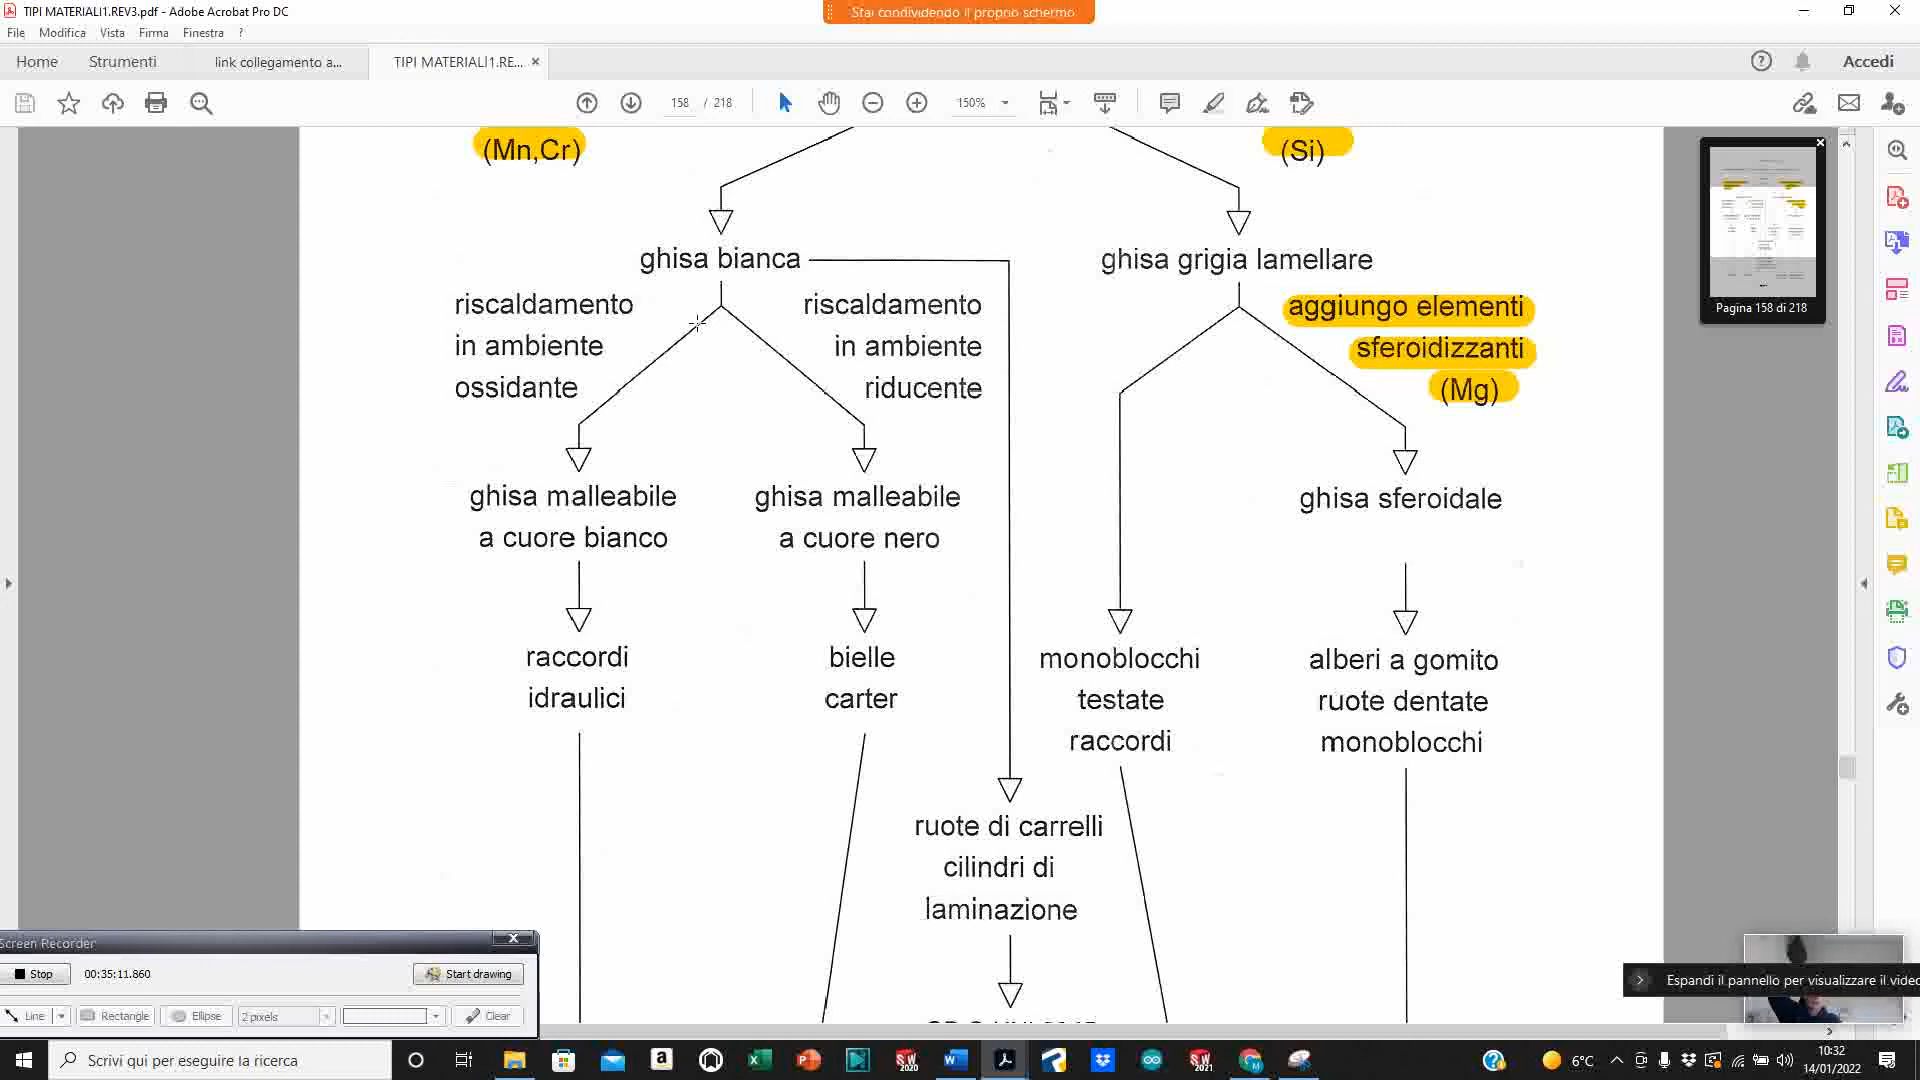 TIPI MATERIALI1.REV3.pdf - Adobe Acrobat Pro DC
Stai condividendo il proprio schermo
File Modifica Vista Firma Finestra ?
Home Strumenti link collegamento a... TIPI MATERIALI1.RE... × Accedi
158 / 218 150%
(Mn,Cr) (Si)
ghisa bianca
ghisa grigia lamellare
riscaldamento
in ambiente
ossidante
riscaldamento
in ambiente
riducente
aggiungo elementi
sferoidizzanti
(Mg)
Pagina 158 di 218
ghisa malleabile
a cuore bianco
ghisa malleabile
a cuore nero
ghisa sferoidale
raccordi
idraulici
bielle
carter
monoblocchi
testate
raccordi
alberi a gomito
ruote dentate
monoblocchi
ruote di carrelli
cilindri di
laminazione
Screen Recorder
Stop 00:35:11.860 Start drawing
Line Rectangle Ellipse 2 pixels Clear
Espandi il pannello per visualizzare il video
Scrivi qui per eseguire la ricerca
6°C
10:32
14/01/2022